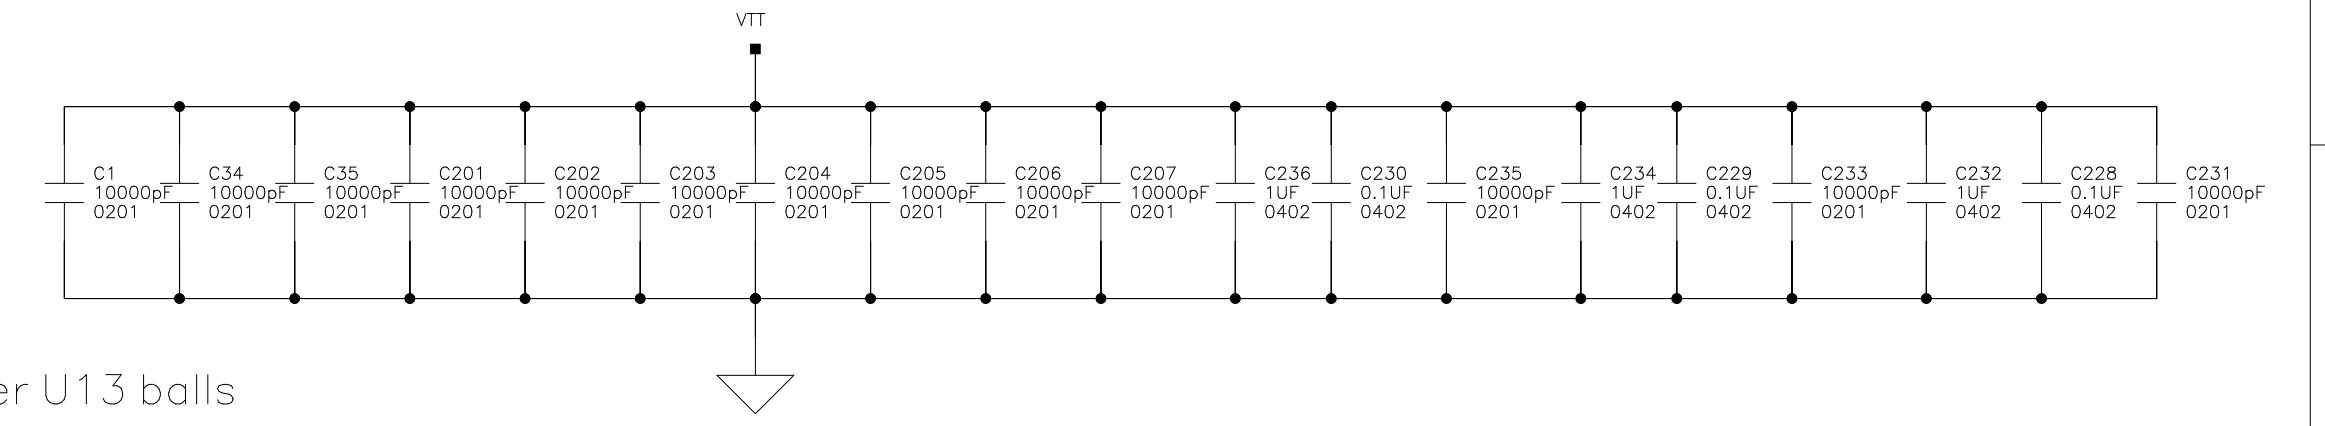 VTT
C1
10000pF
0201
C34
10000pF
0201
C35
10000pF
0201
C201
10000pF
0201
C202
10000pF
0201
C203
10000pF
0201
C204
10000pF
0201
C205
10000pF
0201
C206
10000pF
0201
C207
10000pF
0201
C236
1UF
0402
C230
0.1UF
0402
C235
10000pF
0201
C234
1UF
0402
C229
0.1UF
0402
C233
10000pF
0201
C232
1UF
0402
C228
0.1UF
0402
C231
10000pF
0201
er U13 balls